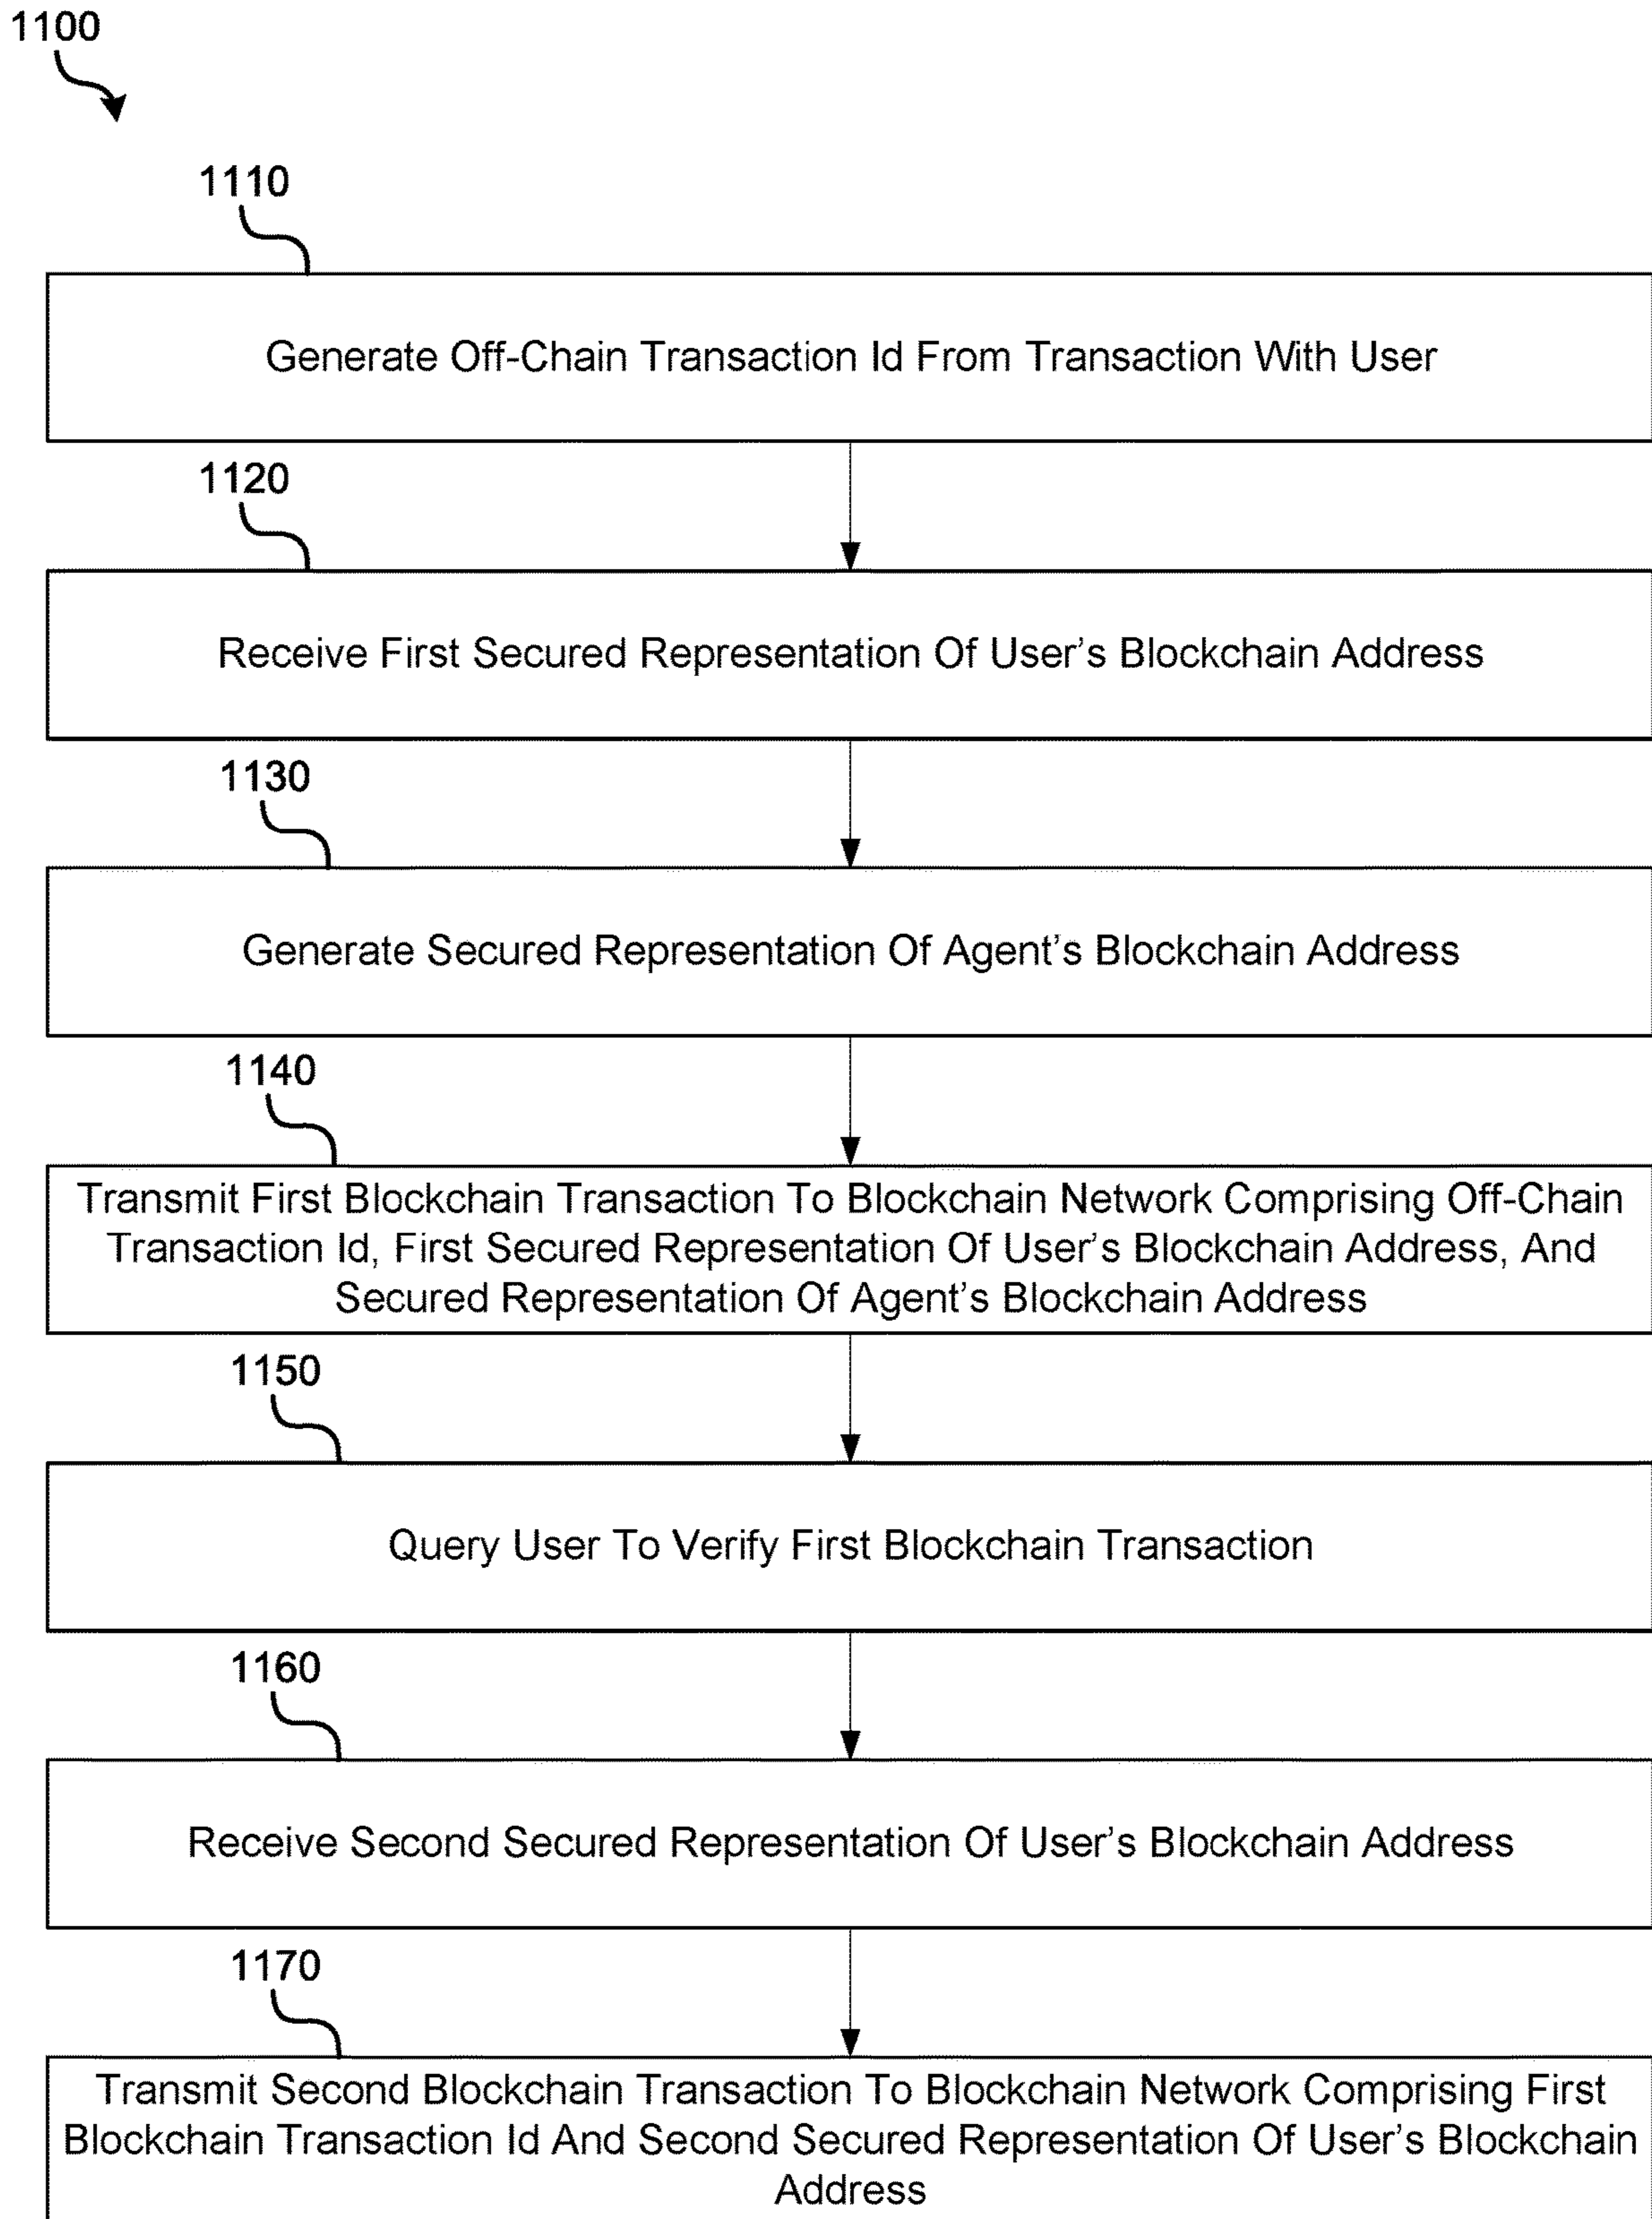 1100
1110
Generate Off-Chain Transaction Id From Transaction With User
1120
Receive First Secured Representation Of User’s Blockchain Address
1130
Generate Secured Representation Of Agent’s Blockchain Address
1140
Transmit First Blockchain Transaction To Blockchain Network Comprising Off-Chain
Transaction Id, First Secured Representation Of User’s Blockchain Address, And
Secured Representation Of Agent’s Blockchain Address
1150
Query User To Verify First Blockchain Transaction
1160
Receive Second Secured Representation Of User’s Blockchain Address
1170
Transmit Second Blockchain Transaction To Blockchain Network Comprising First
Blockchain Transaction Id And Second Secured Representation Of User’s Blockchain
Address